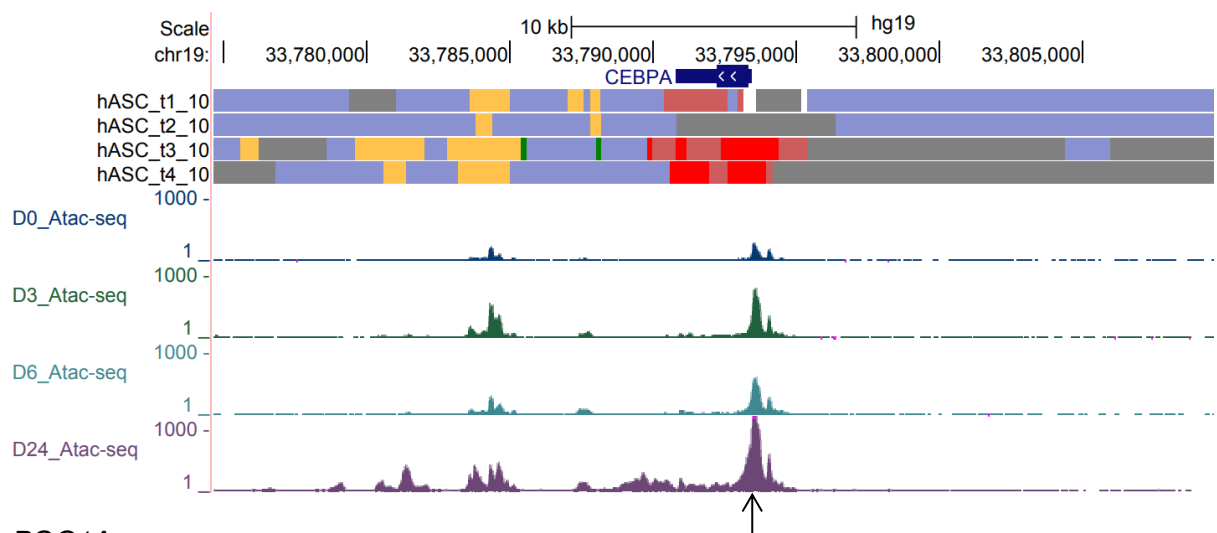 Scale 10 kb hg19
chr19: 33,780,000 33,785,000 33,790,000 33,795,000 33,800,000 33,805,000
CEBPA
hASC_t1_10
hASC_t2_10
hASC_t3_10
hASC_t4_10
1000 -
D0_Atac-seq
1 _
1000 -
D3_Atac-seq
1 _
1000 -
D6_Atac-seq
1 _
1000 -
D24_Atac-seq
1 _